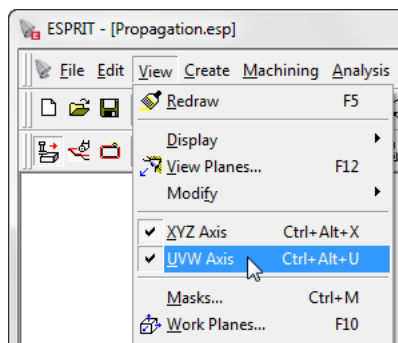 ESPRIT - [Propagation.esp]
File Edit View Create Machining Analysis
Redraw F5
Display
View Planes... F12
Modify
XYZ Axis Ctrl+Alt+X
UVW Axis Ctrl+Alt+U
Masks... Ctrl+M
Work Planes... F10